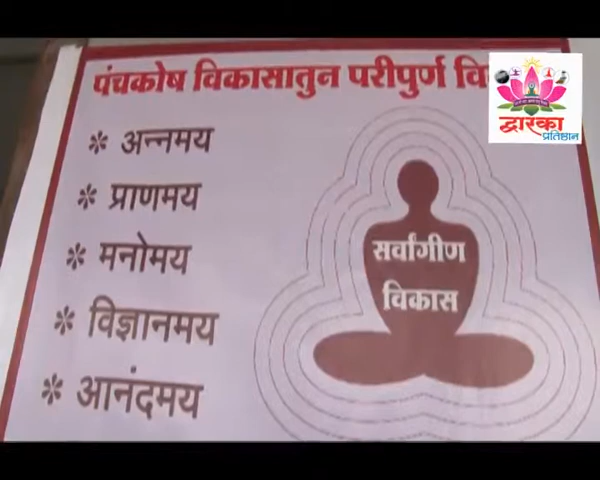 पंचकोष विकासातुन परीपुर्ण
* अन्नमय
* प्राणमय
* मनोमय
* विज्ञानमय
* आनंदमय
सर्वांगीण
विकास
द्वारका
प्रतिष्ठान